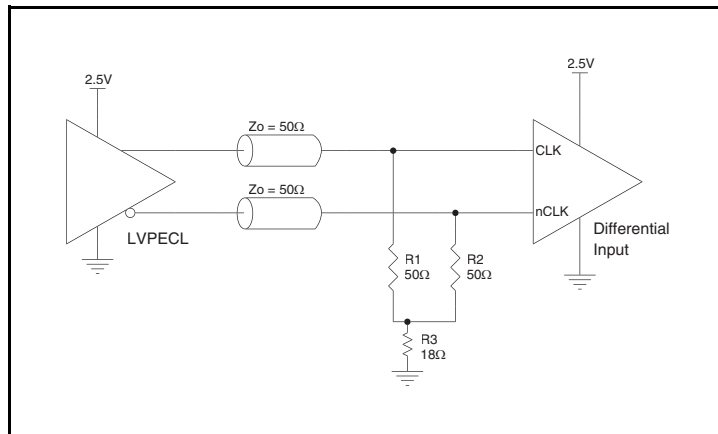 2.5V
2.5V
Zo = 50Ω
CLK
Zo = 50Ω
nCLK
LVPECL
Differential
Input
R1
50Ω
R2
50Ω
R3
18Ω